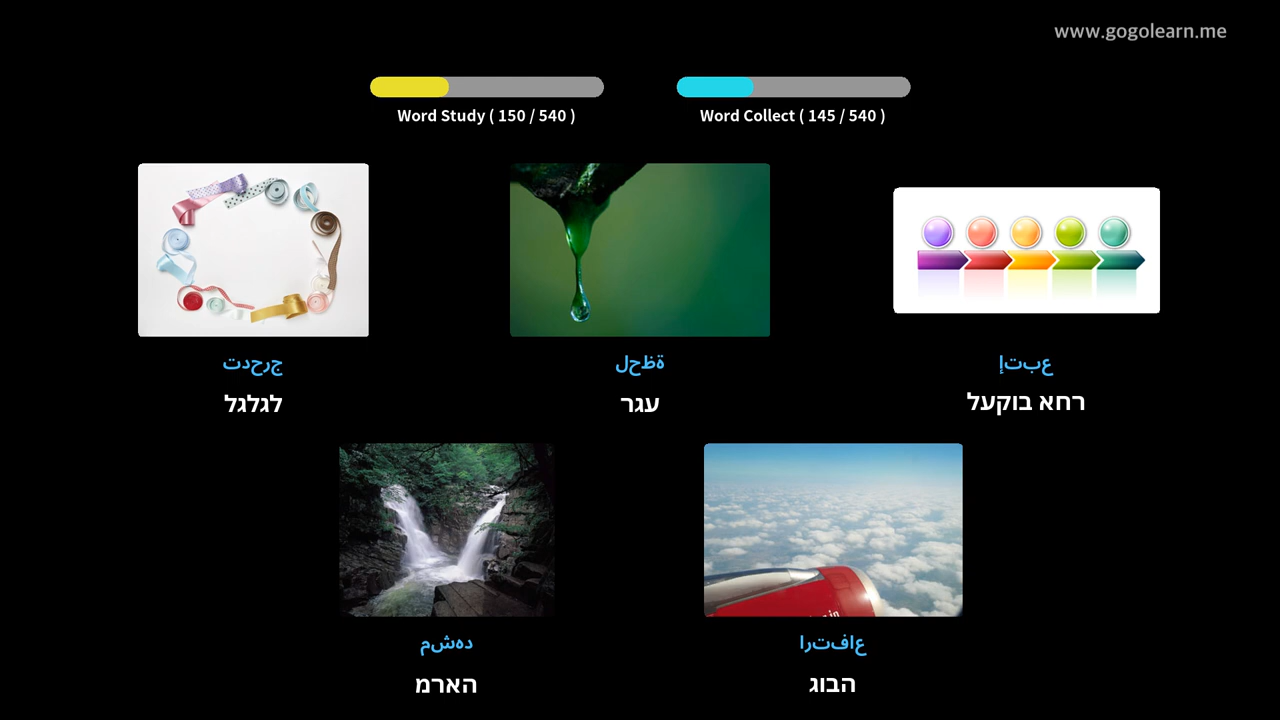 www.gogolearn.me
Word Study ( 150 / 540 )
Word Collect ( 145 / 540 )
جرحدت
לגלגל
ةظحل
עגר
عبتإ
רחא בוקעל
دهشم
הארמ
عافترا
הבוג